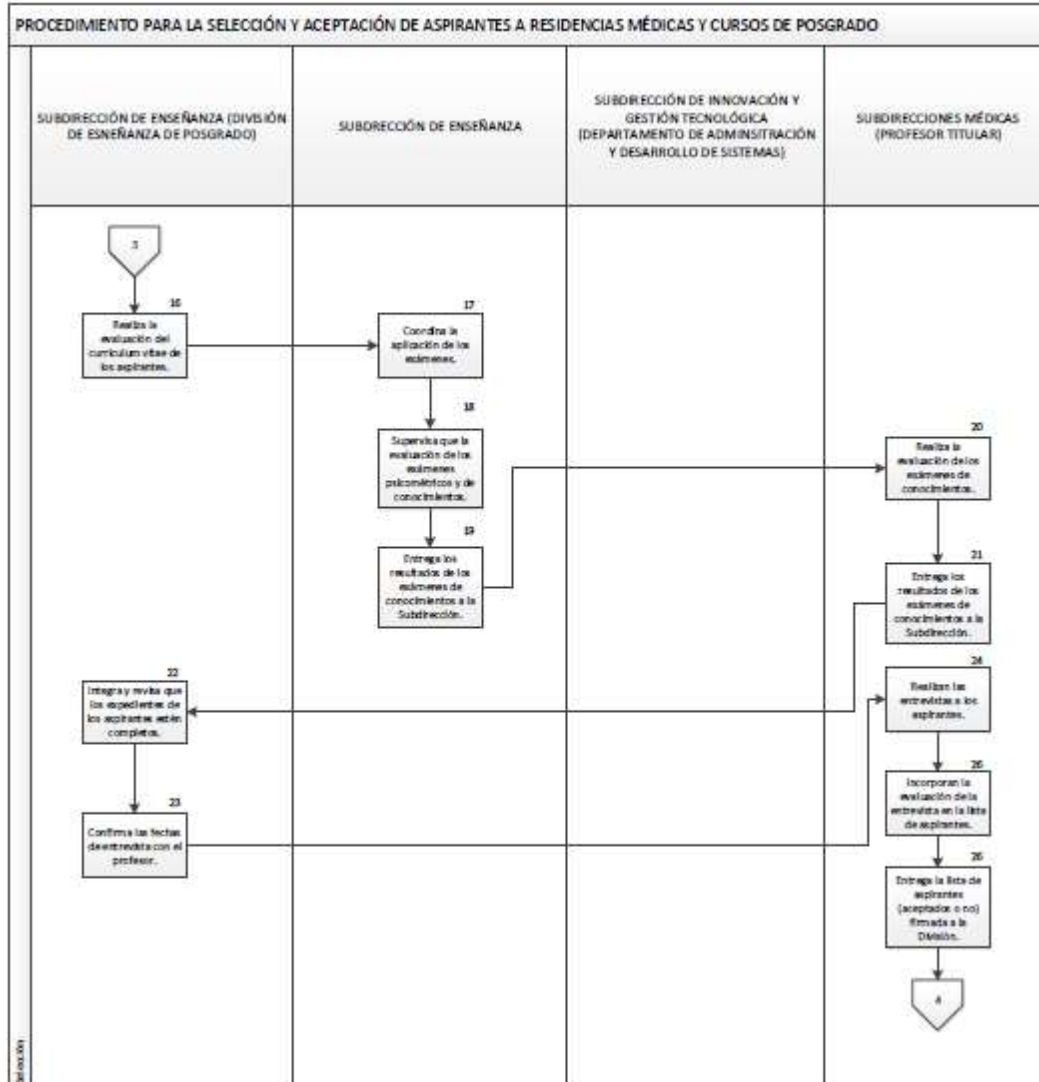 PROCEDIMIENTO PARA LA SELECCIÓN Y ACEPTACIÓN DE ASPIRANTES A RESIDENCIAS MÉDICAS Y CURSOS DE POSGRADO
SUBDIRECCIÓN DE ENSEÑANZA (DIVISIÓN
DE ESNEÑANZA DE POSGRADO)
SUBDIRECCIÓN DE ENSEÑANZA
SUBDIRECCIÓN DE INNOVACIÓN Y
GESTIÓN TECNOLÓGICA
(DEPARTAMENTO DE ADMINSITRACIÓN
Y DESARROLLO DE SISTEMAS)
SUBDIRECCIONES MÉDICAS
(PROFESOR TITULAR)
3
16
Realiza la
evaluación del
curriculum vitae de
los aspirantes.
17
Coordina la
aplicación de los
exámenes.
18
Supervisa que la
evaluación de los
exámenes
psicométricos y de
conocimientos.
19
Entrega los
resultados de los
exámenes de
conocimientos a la
Subdirección.
20
Realiza la
evaluación de los
exámenes de
conocimientos.
21
Entrega los
resultados de los
exámenes de
conocimientos a la
Subdirección.
22
Integra y revisa que
los expedientes de
los aspirantes estén
completos.
23
Confirma las fechas
de entrevista con el
profesor.
24
Realizan las
entrevistas a los
aspirantes.
26
Incorporan la
evaluación de la
entrevista en la lista
de aspirantes.
26
Entrega la lista de
aspirantes
(aceptados o no)
firmada a la
División.
4